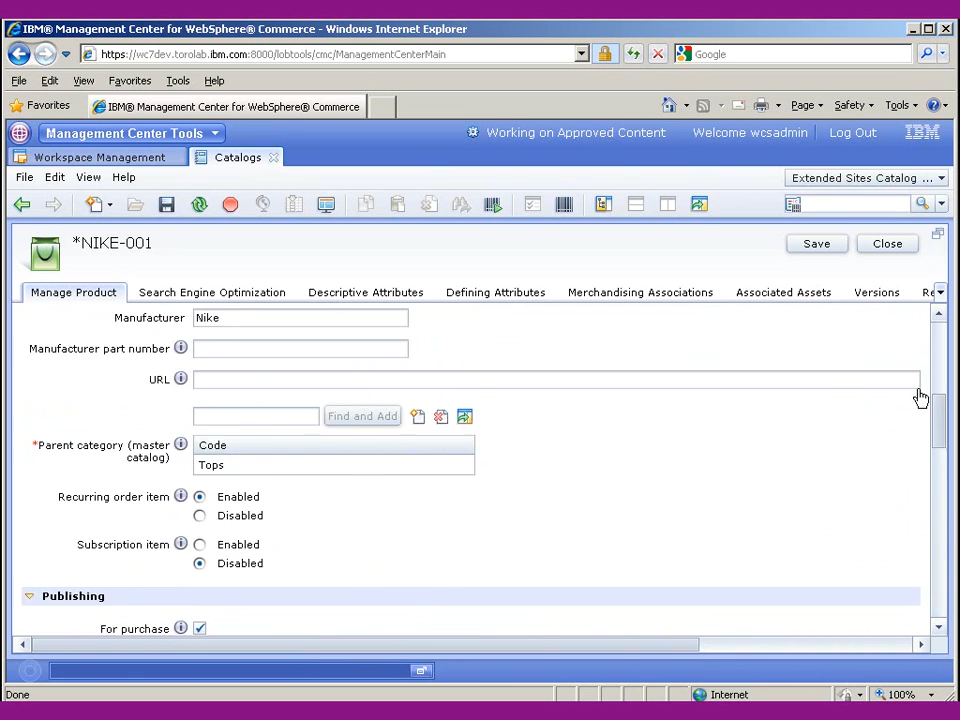 IBM® Management Center for WebSphere® Commerce - Windows Internet Explorer
https://wc7dev.torolab.ibm.com:8000/lobtools/cmc/ManagementCenterMain
Google
File Edit View Favorites Tools Help
Favorites IBM® Management Center for WebSphere® Commerce Page Safety Tools
Management Center Tools Working on Approved Content Welcome wcsadmin Log Out IBM
Workspace Management Catalogs
File Edit View Help Extended Sites Catalog ...
*NIKE-001 Save Close
Manage Product Search Engine Optimization Descriptive Attributes Defining Attributes Merchandising Associations Associated Assets Versions Re
Manufacturer Nike
Manufacturer part number
URL
Find and Add
*Parent category (master catalog) Code
Tops
Recurring order item Enabled
Disabled
Subscription item Enabled
Disabled
Publishing
For purchase
Done Internet 100%